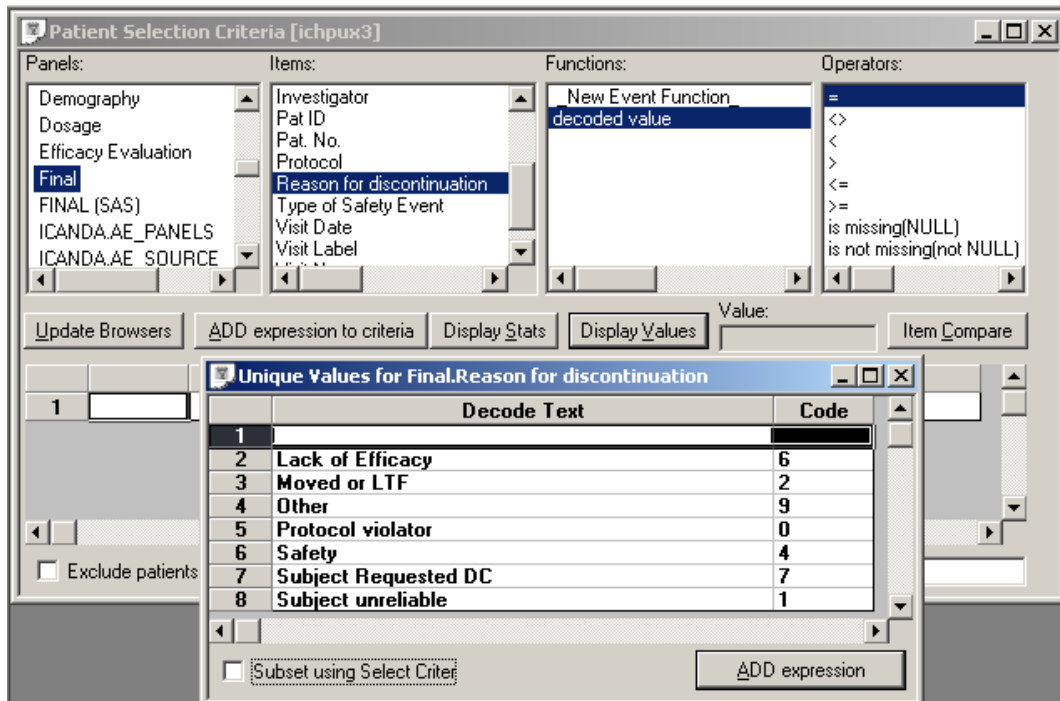 Patient Selection Criteria [ichpux3]
Panels: Items: Functions: Operators:
Demography
Dosage
Efficacy Evaluation
Final
FINAL (SAS)
ICANDA.AE_PANELS
ICANDA.AE_SOURCE
Investigator
Pat ID
Pat. No.
Protocol
Reason for discontinuation
Type of Safety Event
Visit Date
Visit Label
_New Event Function_
decoded value
=
<>
<
>
<=
>=
is missing(NULL)
is not missing(not NULL)
Update Browsers ADD expression to criteria Display Stats Display Values Value: Item Compare
1
Exclude patients
Unique Values for Final.Reason for discontinuation
Decode Text Code
1
2 Lack of Efficacy 6
3 Moved or LTF 2
4 Other 9
5 Protocol violator 0
6 Safety 4
7 Subject Requested DC 7
8 Subject unreliable 1
Subset using Select Criter ADD expression